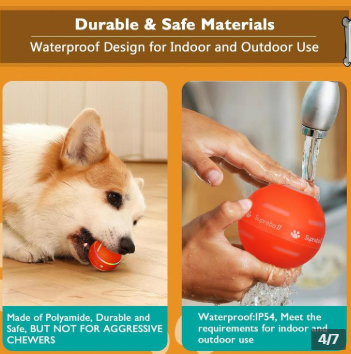 Durable & Safe Materials
Waterproof Design for Indoor and Outdoor Use
Made of Polyamide, Durable and
Safe, BUT NOT FOR AGGRESSIVE
CHEWERS
Waterproof:IP54, Meet the
requirements for indoor and
outdoor use
4/7